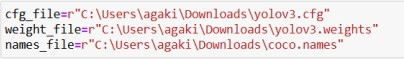 cfg_file=r"C:\Users\agaki\Downloads\yolov3.cfg"
weight_file=r"C:\Users\agaki\Downloads\yolov3.weights"
names_file=r"C:\Users\agaki\Downloads\coco.names"